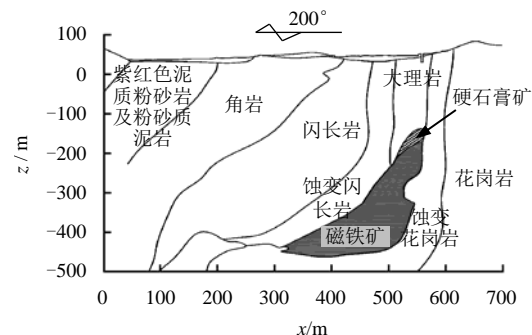 200°
100
0
−100
−200
−300
−400
−500
z / m
紫红色泥
质粉砂岩
及粉砂质
泥岩
角岩
闪长岩
大理岩
硬石膏矿
蚀变闪
长岩
磁铁矿
蚀变
花岗岩
花岗岩
0
100
200
300
400
500
600
700
x/m